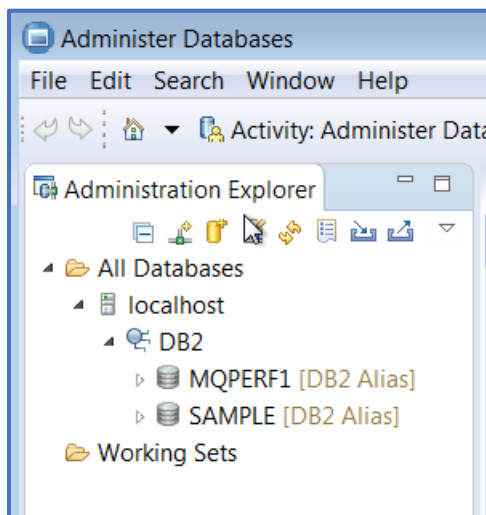 Administer Databases
File Edit Search Window Help
Activity: Administer Data
Administration Explorer
All Databases
localhost
DB2
MQPERF1 [DB2 Alias]
SAMPLE [DB2 Alias]
Working Sets